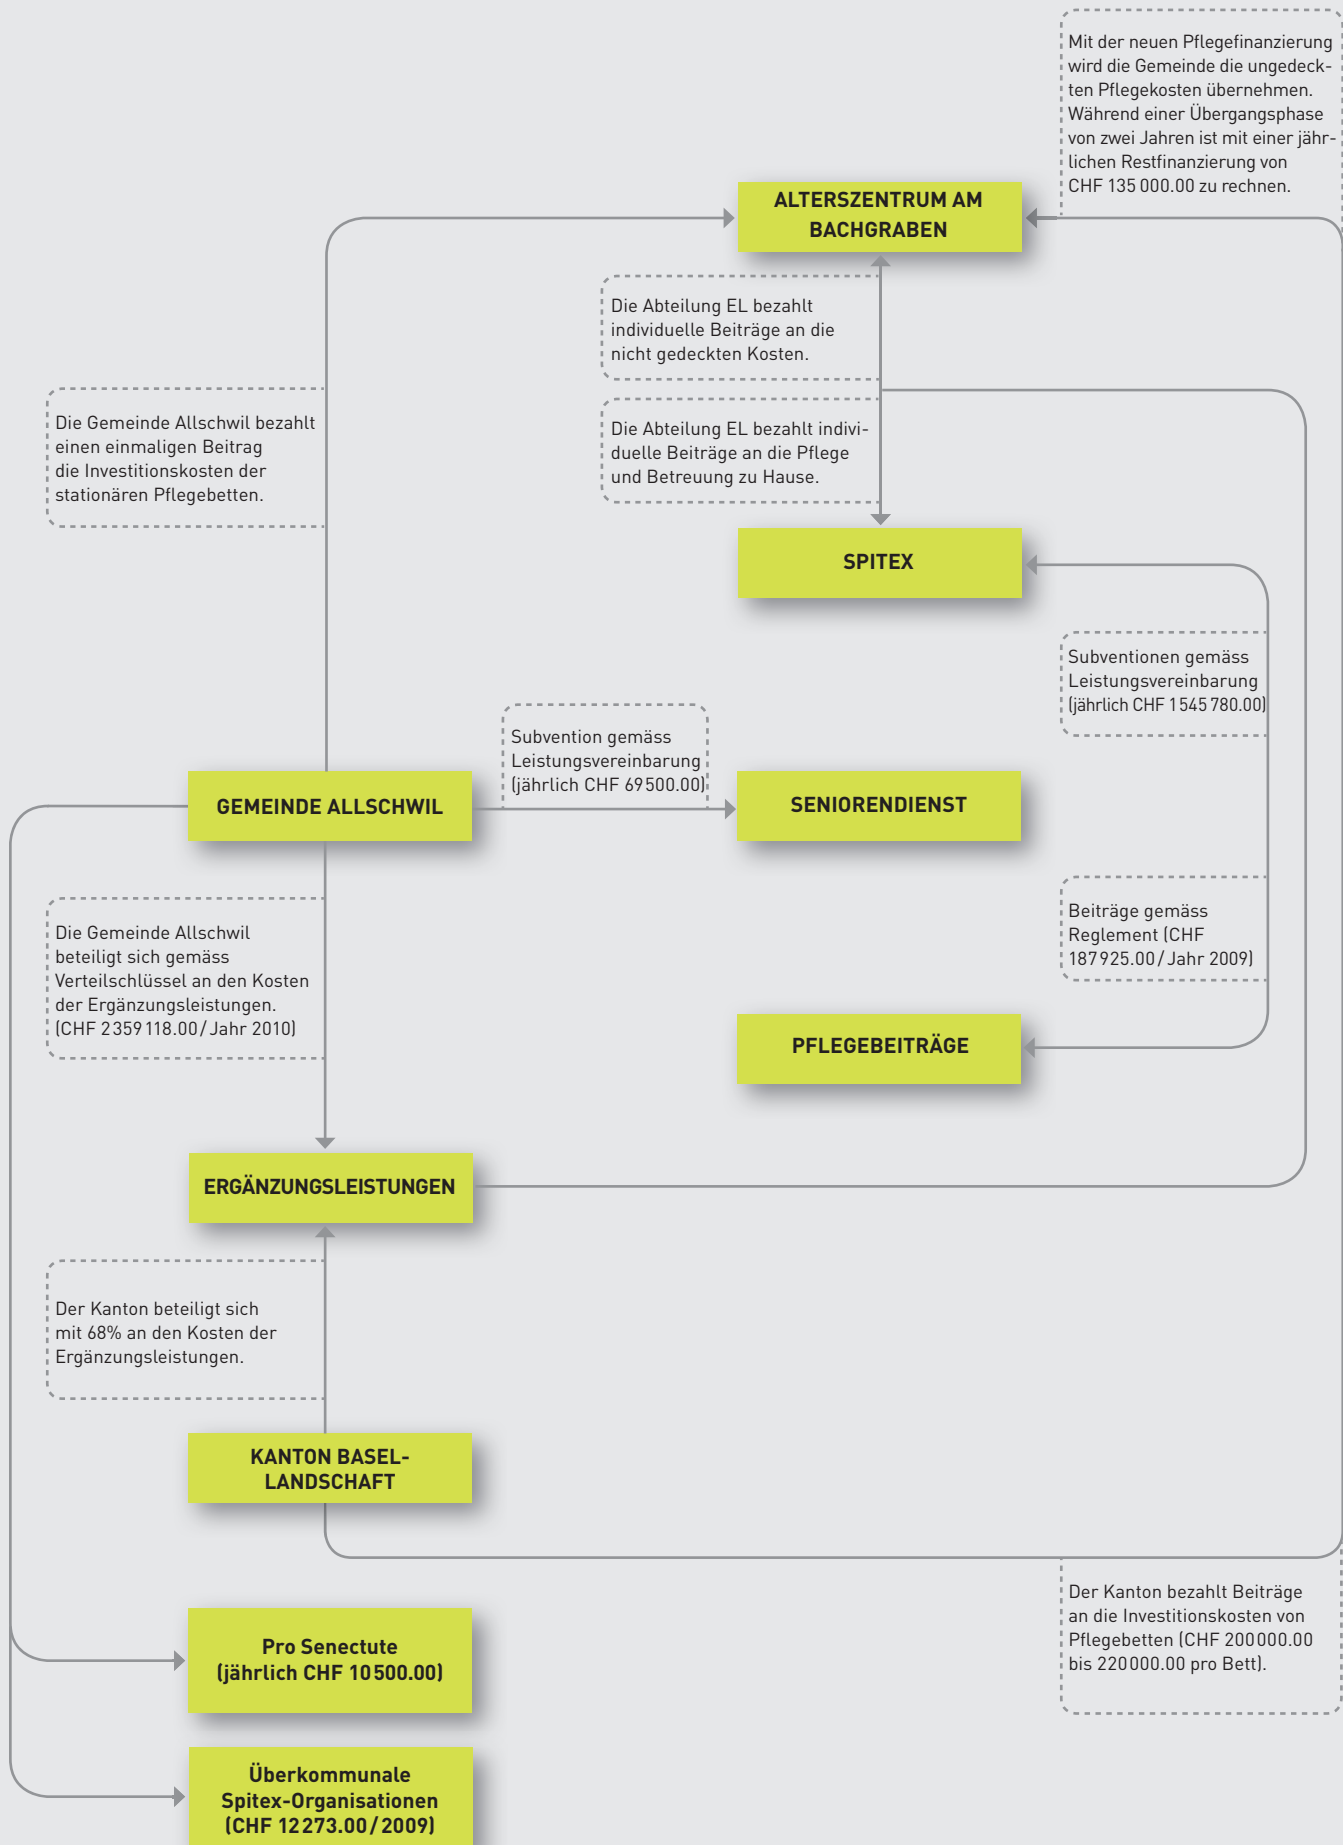 Mit der neuen Pflegefinanzierung
wird die Gemeinde die ungedeck-
ten Pflegekosten übernehmen.
Während einer Übergangsphase
von zwei Jahren ist mit einer jähr-
lichen Restfinanzierung von
CHF 135 000.00 zu rechnen.
ALTERSZENTRUM AM
BACHGRABEN
Die Abteilung EL bezahlt
individuelle Beiträge an die
nicht gedeckten Kosten.
Die Gemeinde Allschwil bezahlt
einen einmaligen Beitrag
die Investitionskosten der
stationären Pflegebetten.
Die Abteilung EL bezahlt indivi-
duelle Beiträge an die Pflege
und Betreuung zu Hause.
SPITEX
Subventionen gemäss
Leistungsvereinbarung
(jährlich CHF 1 545 780.00)
Subvention gemäss
Leistungsvereinbarung
(jährlich CHF 69 500.00)
GEMEINDE ALLSCHWIL
SENIORENDIENST
Die Gemeinde Allschwil
beteiligt sich gemäss
Verteilschlüssel an den Kosten
der Ergänzungsleistungen.
(CHF 2 359 118.00 / Jahr 2010)
Beiträge gemäss
Reglement (CHF
187 925.00 / Jahr 2009)
PFLEGEBEITRÄGE
ERGÄNZUNGSLEISTUNGEN
Der Kanton beteiligt sich
mit 68% an den Kosten der
Ergänzungsleistungen.
KANTON BASEL-
LANDSCHAFT
Der Kanton bezahlt Beiträge
an die Investitionskosten von
Pflegebetten (CHF 200 000.00
bis 220 000.00 pro Bett).
Pro Senectute
(jährlich CHF 10 500.00)
Überkommunale
Spitex-Organisationen
(CHF 12 273.00 / 2009)